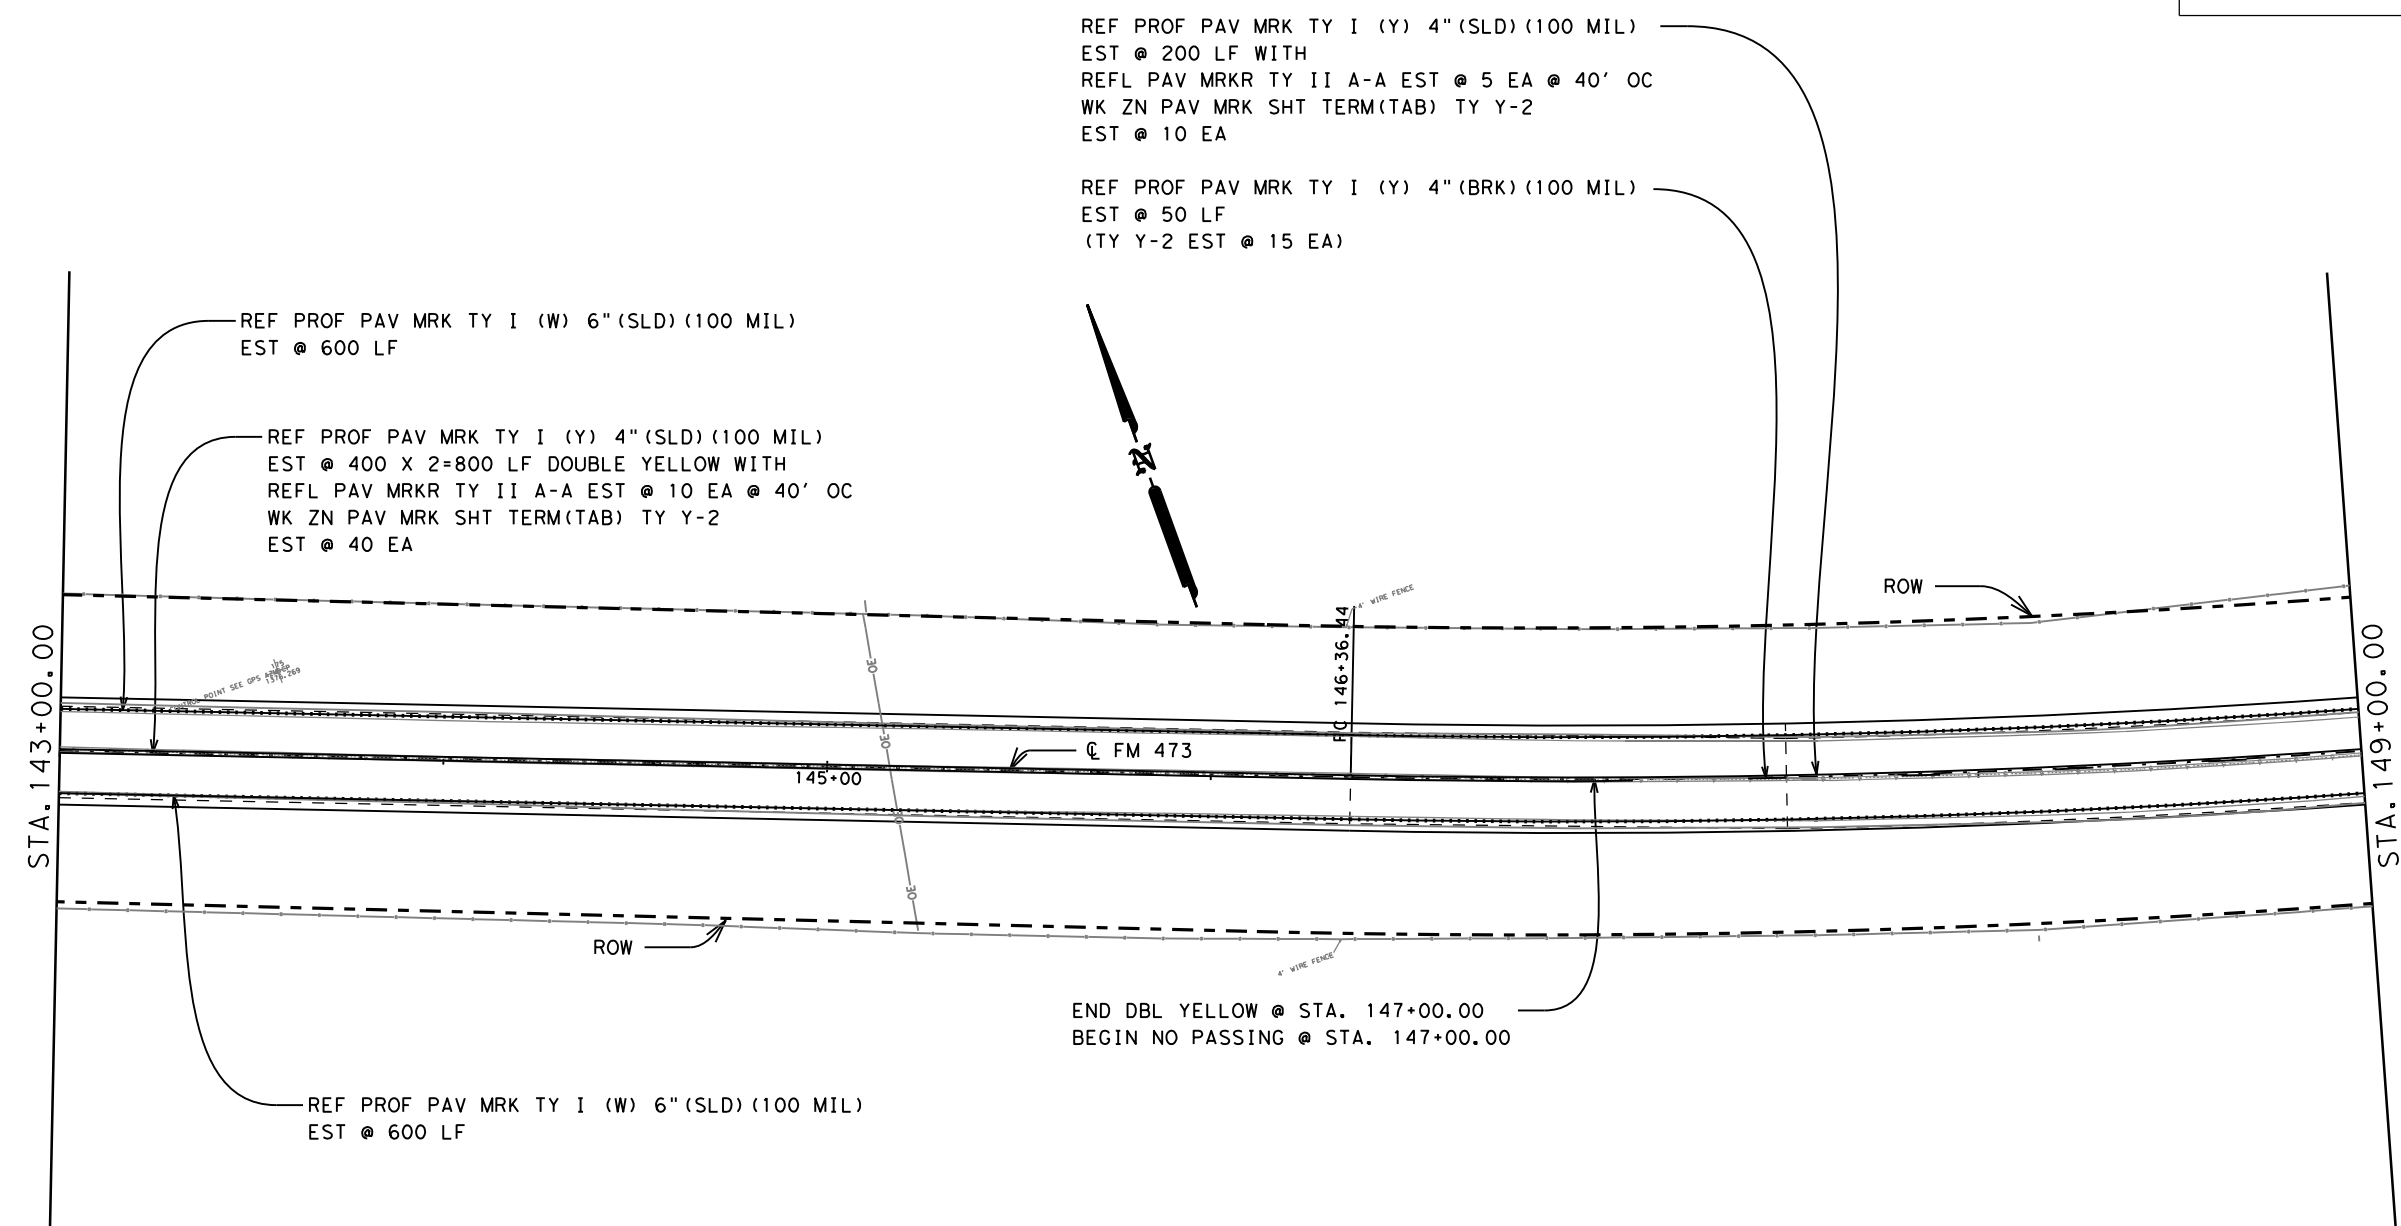 REF PROF PAV MRK TY I (Y) 4"(SLD)(100 MIL)
EST @ 200 LF WITH
REFL PAV MRKR TY II A-A EST @ 5 EA @ 40' OC
WK ZN PAV MRK SHT TERM(TAB) TY Y-2
EST @ 10 EA
REF PROF PAV MRK TY I (Y) 4"(BRK)(100 MIL)
EST @ 50 LF
(TY Y-2 EST @ 15 EA)
REF PROF PAV MRK TY I (W) 6"(SLD)(100 MIL)
EST @ 600 LF
REF PROF PAV MRK TY I (Y) 4"(SLD)(100 MIL)
EST @ 400 X 2=800 LF DOUBLE YELLOW WITH
REFL PAV MRKR TY II A-A EST @ 10 EA @ 40' OC
WK ZN PAV MRK SHT TERM(TAB) TY Y-2
EST @ 40 EA
N
ROW
4' WIRE FENCE
PC 146+36.44
STA. 143+00.00
STA. 149+00.00
POINT SEE GPS
OE
OE
OE
OE
℄ FM 473
145+00
ROW
4' WIRE FENCE
END DBL YELLOW @ STA. 147+00.00
BEGIN NO PASSING @ STA. 147+00.00
REF PROF PAV MRK TY I (W) 6"(SLD)(100 MIL)
EST @ 600 LF